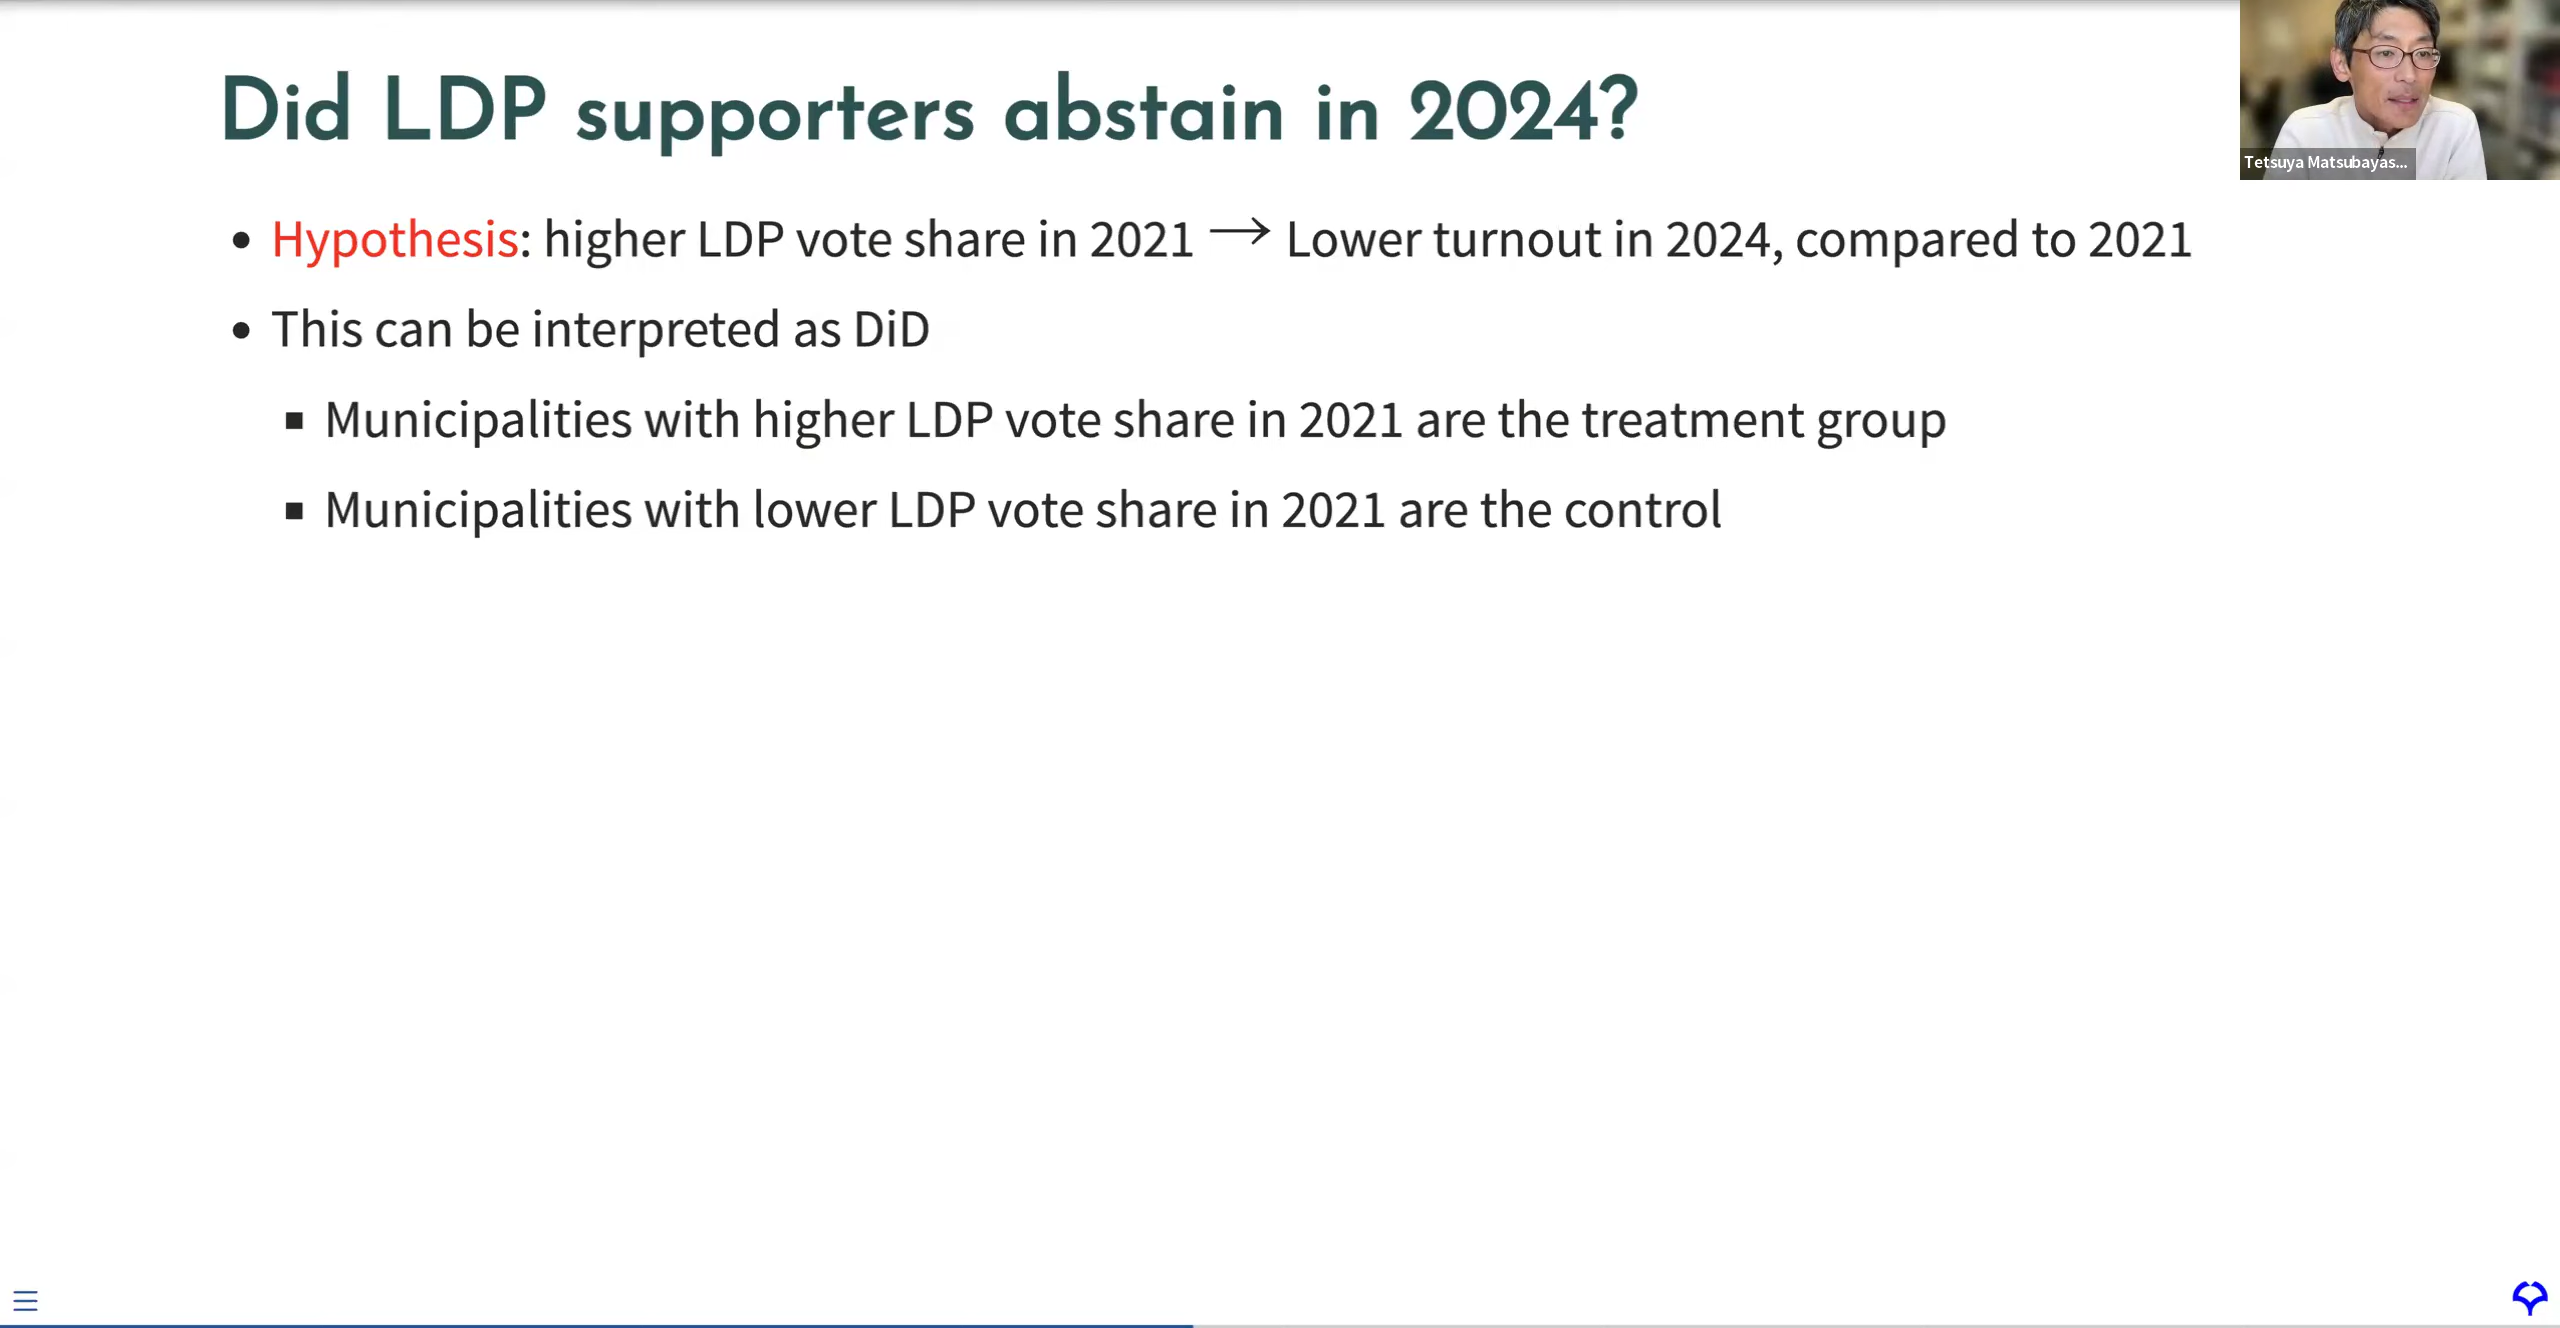 Did LDP supporters abstain in 2024?
Tetsuya Matsubayas...
• Hypothesis: higher LDP vote share in 2021 → Lower turnout in 2024, compared to 2021
• This can be interpreted as DiD
▪ Municipalities with higher LDP vote share in 2021 are the treatment group
▪ Municipalities with lower LDP vote share in 2021 are the control